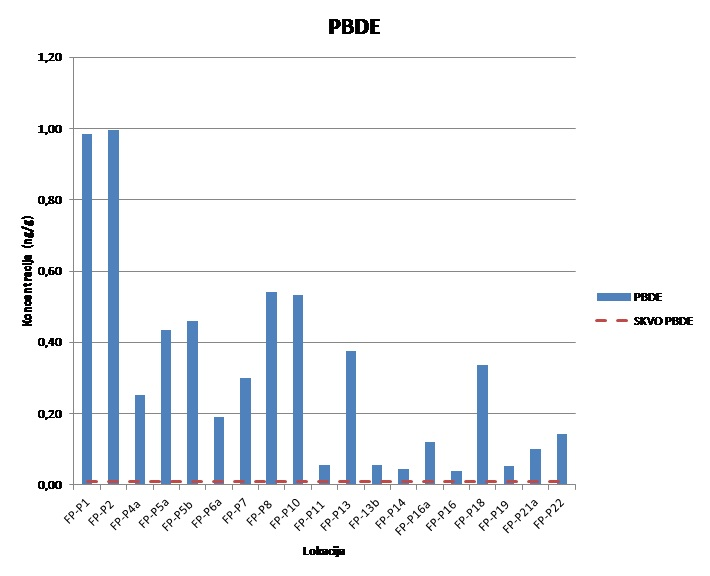 PBDE
1,20
1,00
0,80
0,60
0,40
0,20
0,00
Koncentracija (ng/g)
FP-P1
FP-P2
FP-P4a
FP-P5a
FP-P5b
FP-P6a
FP-P7
FP-P8
FP-P10
FP-P11
FP-P13
FP-13b
FP-P14
FP-P16a
FP-P16
FP-P18
FP-P19
FP-P21a
FP-P22
Lokacija
PBDE
SKVO PBDE